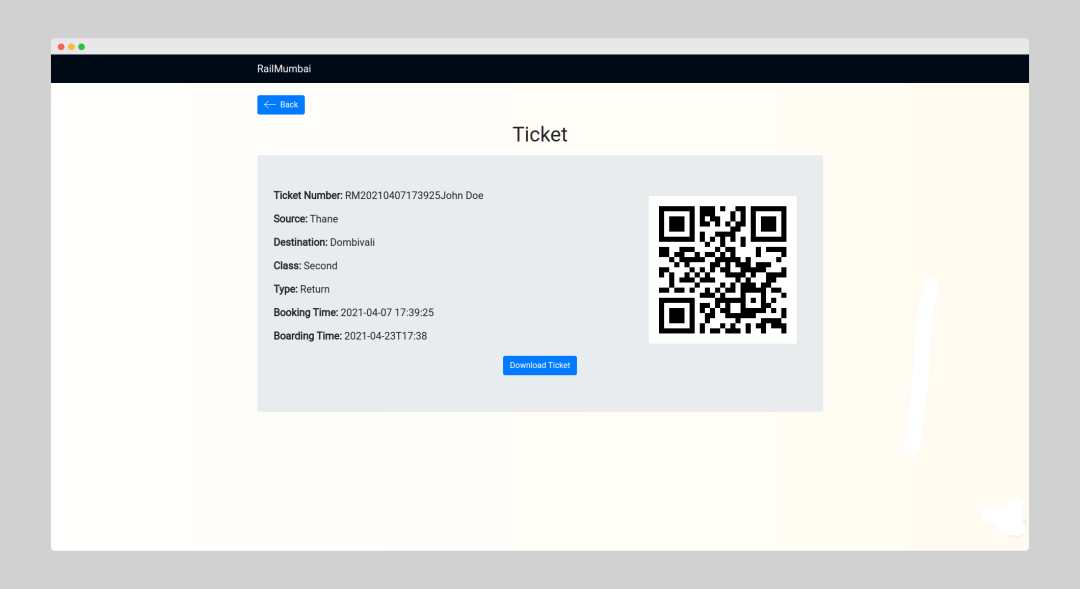 RailMumbai
Back
Ticket
Ticket Number: RM20210407173925John Doe
Source: Thane
Destination: Dombivali
Class: Second
Type: Return
Booking Time: 2021-04-07 17:39:25
Boarding Time: 2021-04-23T17:38
Download Ticket